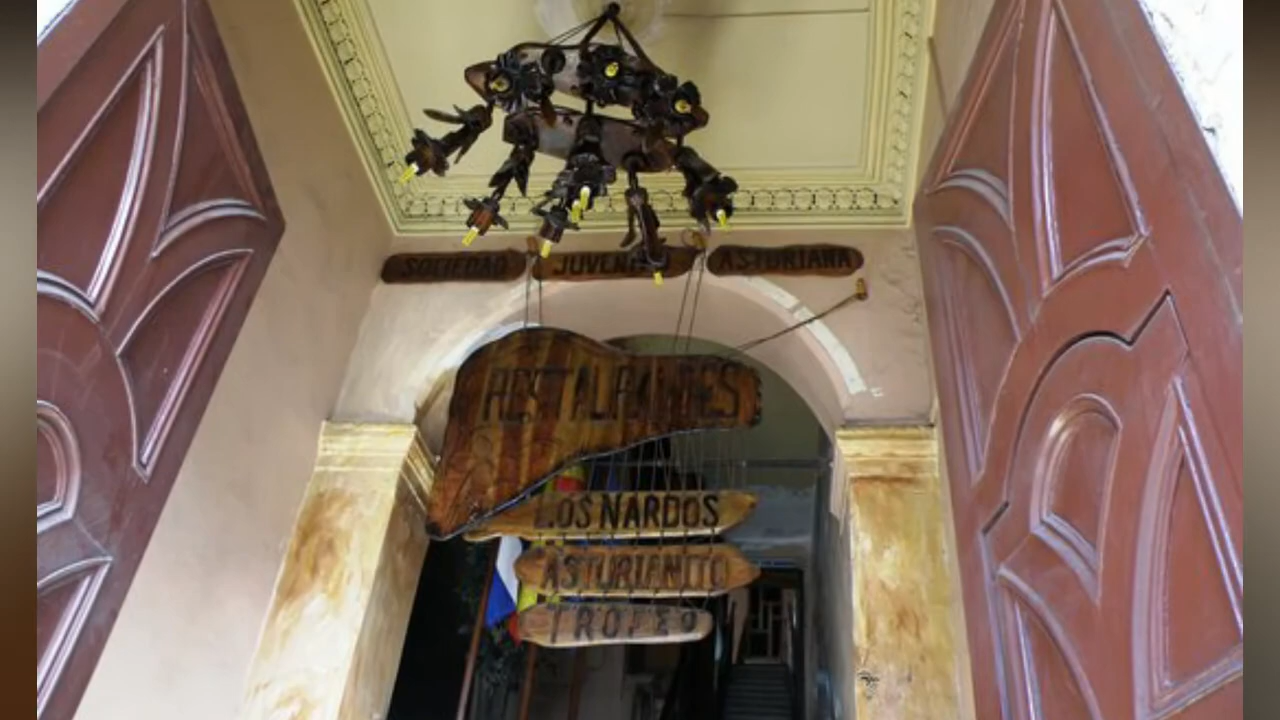 SOCIEDAD JUVENIL ASTURIANA
RESTAURANTES
LOS NARDOS
ASTURIANITO
TROFEO